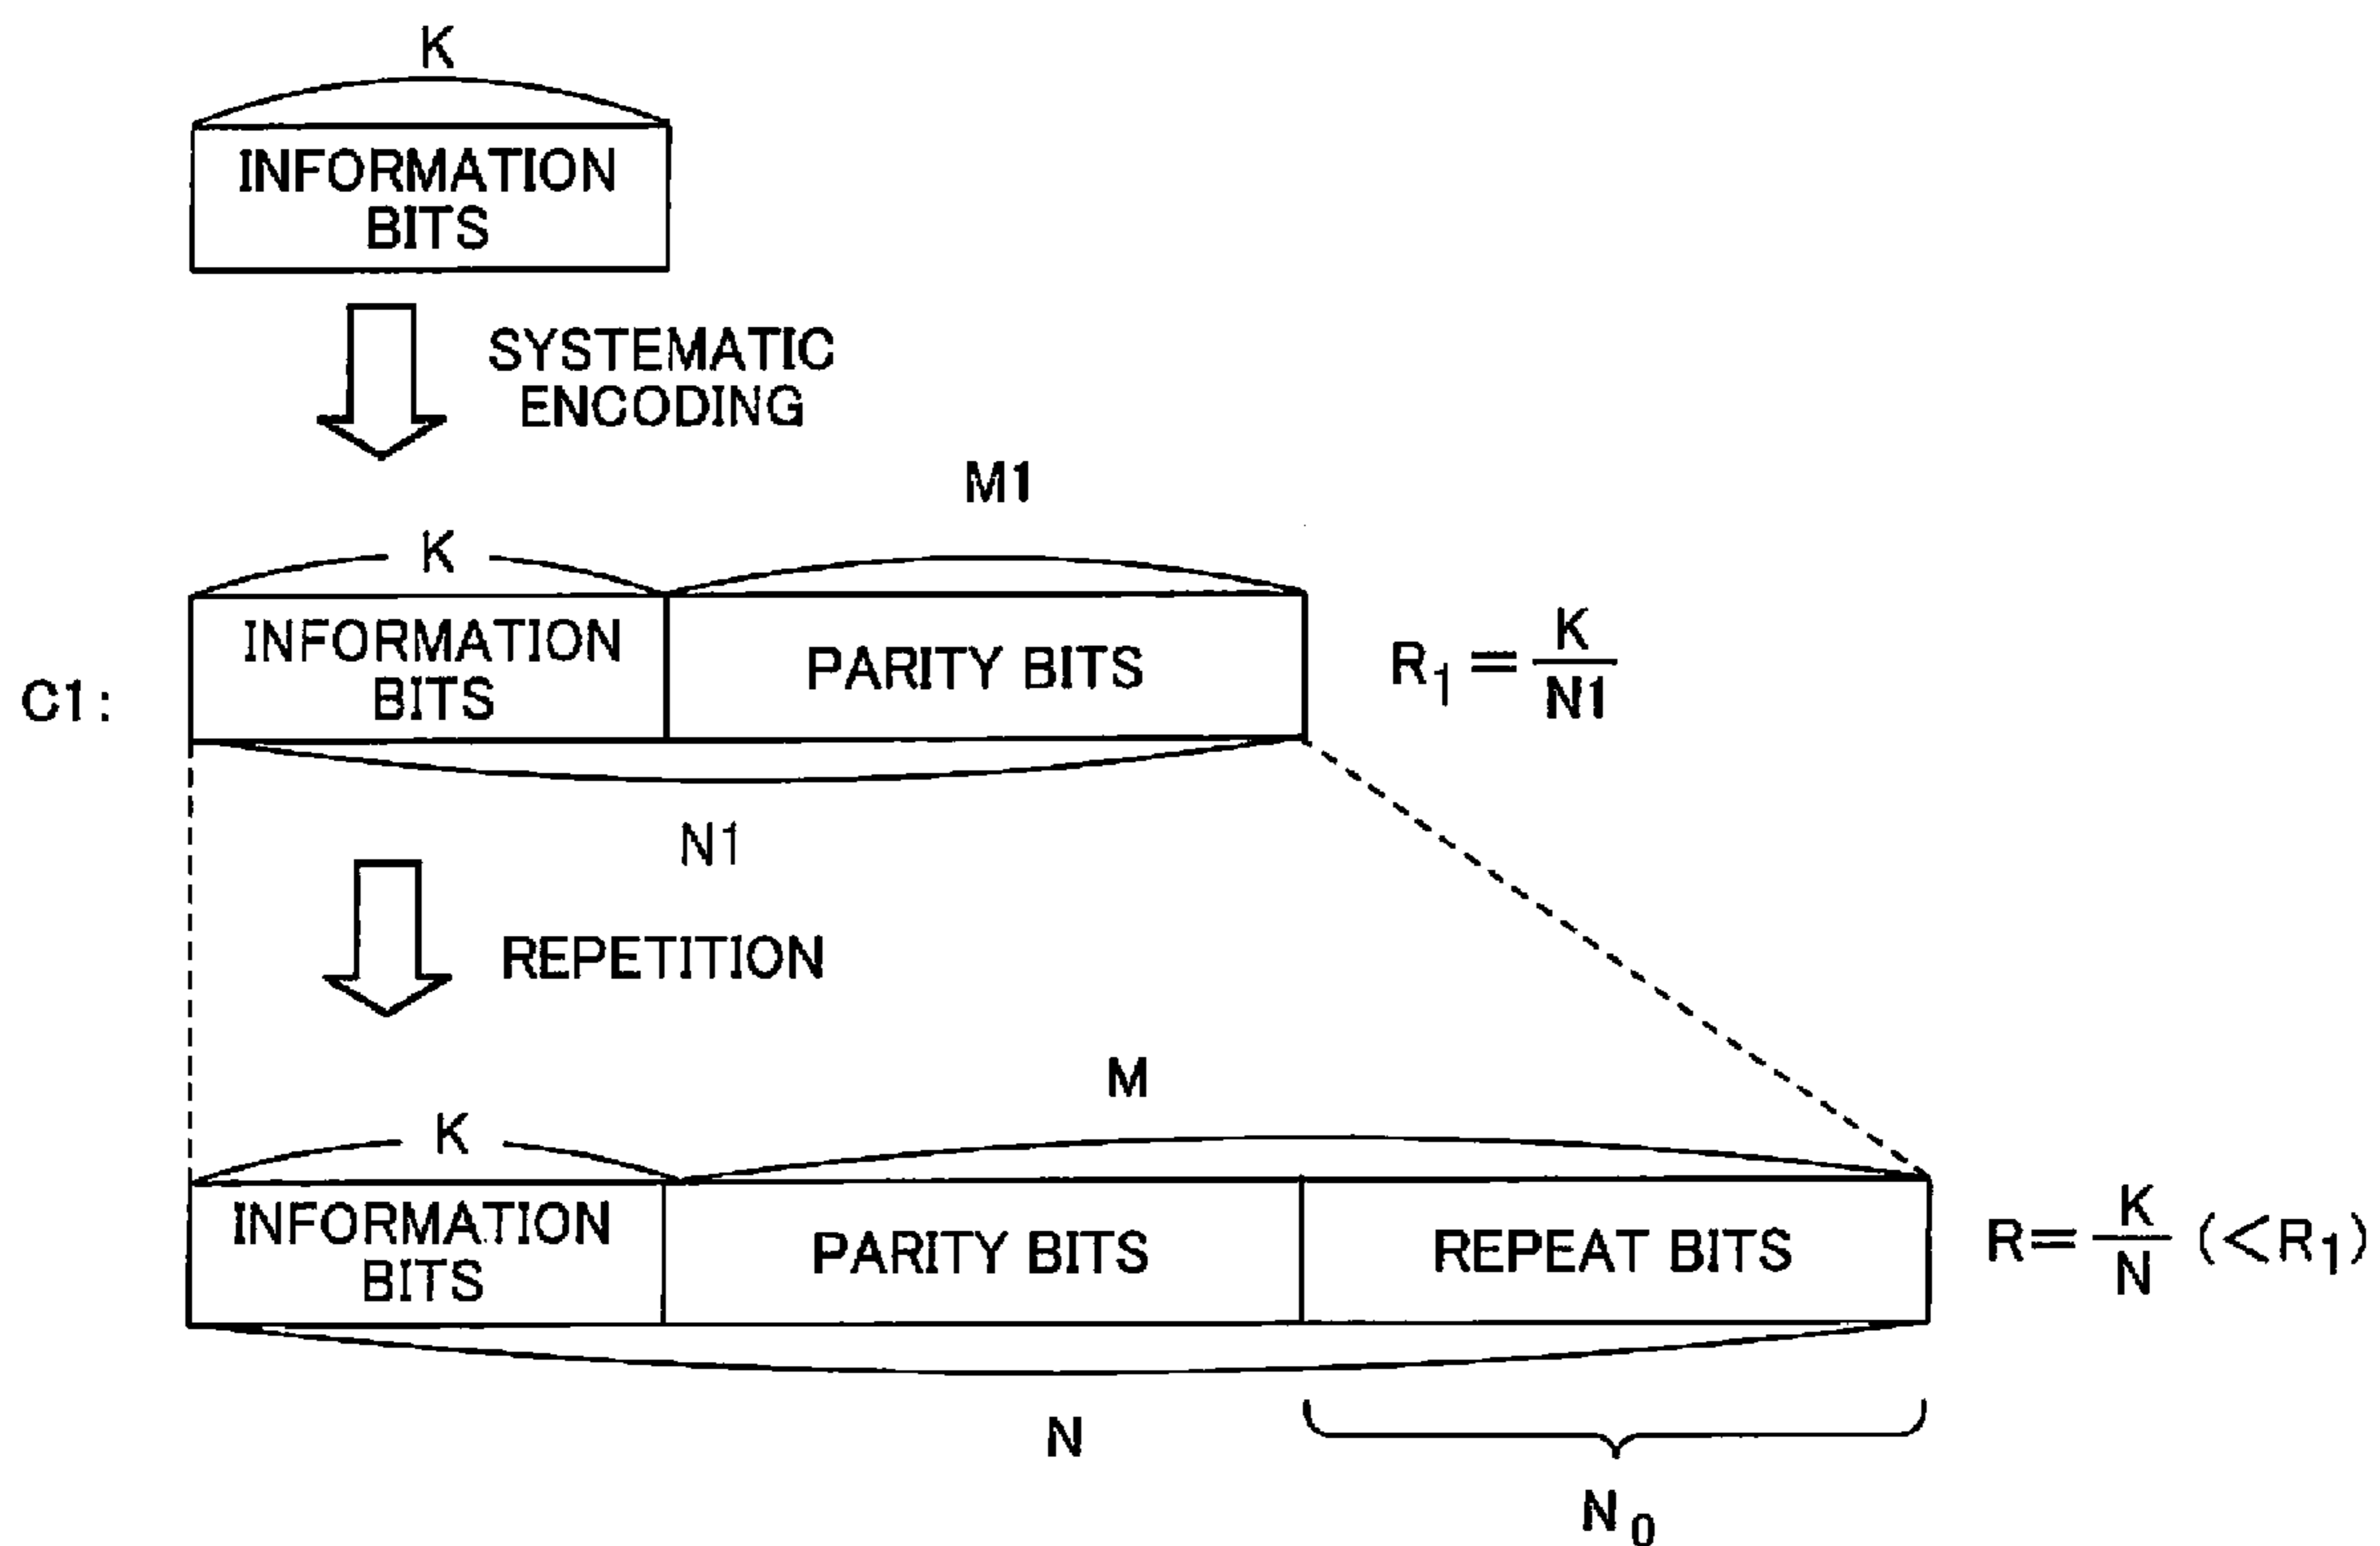 K
INFORMATION
BITS
SYSTEMATIC
ENCODING
M1
K
C1:
INFORMATION
BITS
PARITY BITS
R₁ = K/N1
N1
REPETITION
M
K
INFORMATION
BITS
PARITY BITS
REPEAT BITS
R = K/N (<R₁)
N
N₀